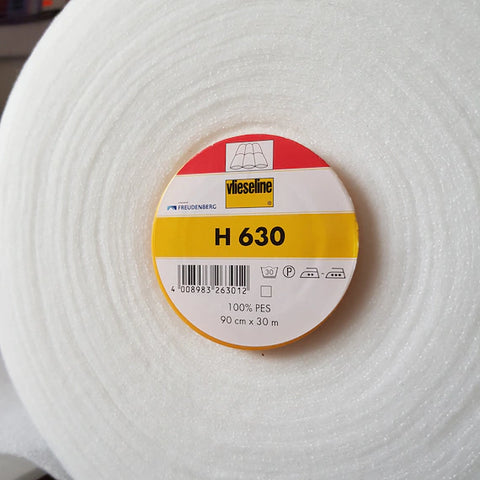 vlieseline
FREUDENBERG
H 630
30 P
4 008983 263012
100% PES
90 cm x 30 m